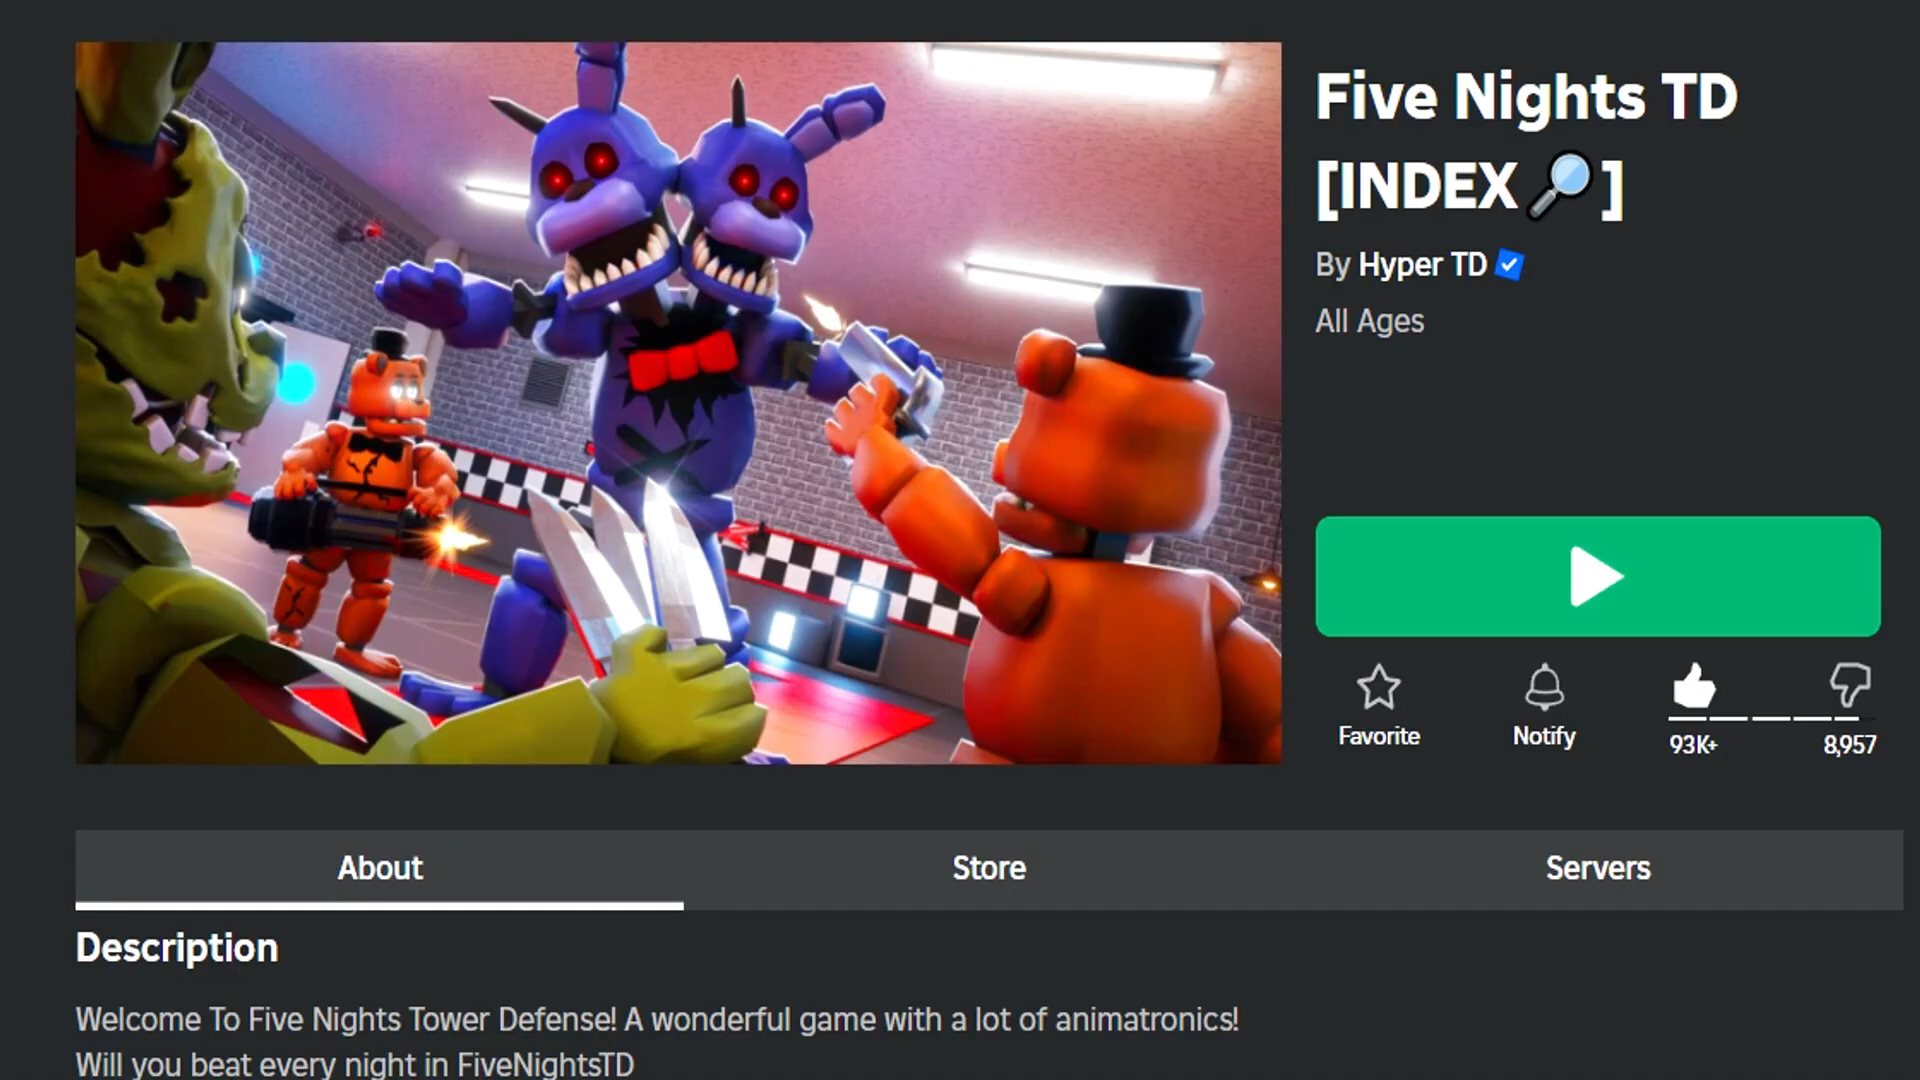 Five Nights TD
[INDEX🔎]
By Hyper TD
All Ages
Favorite
Notify
93K+
8,957
About
Store
Servers
Description
Welcome To Five Nights Tower Defense! A wonderful game with a lot of animatronics!
Will you beat every night in FiveNightsTD